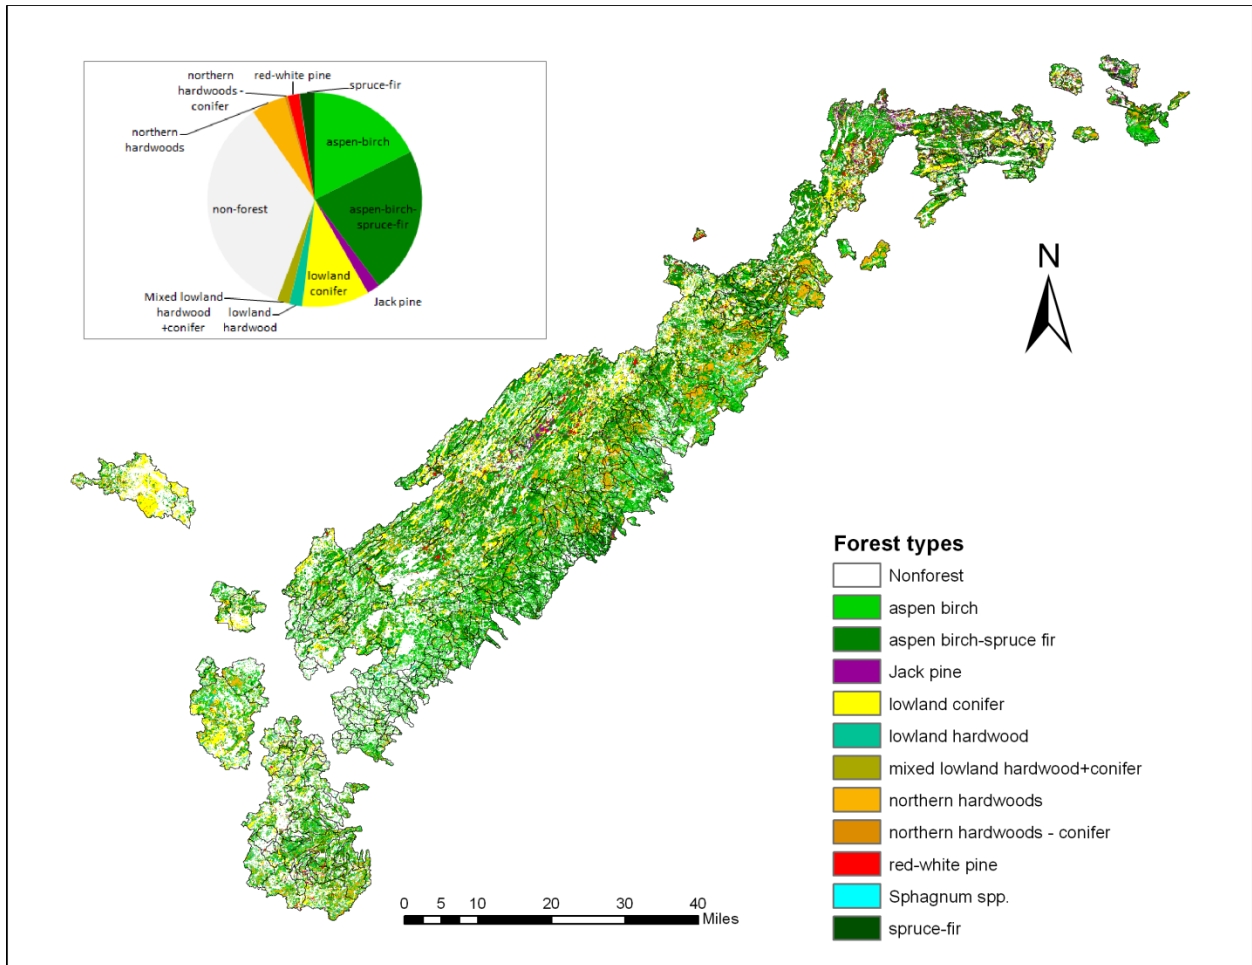 northern
hardwoods -
conifer
red-white pine
spruce-fir
northern
hardwoods
aspen-birch
non-forest
aspen-birch-
spruce-fir
lowland
conifer
Jack pine
Mixed lowland
hardwood
+conifer
lowland
hardwood
N
Forest types
Nonforest
aspen birch
aspen birch-spruce fir
Jack pine
lowland conifer
lowland hardwood
mixed lowland hardwood+conifer
northern hardwoods
northern hardwoods - conifer
red-white pine
Sphagnum spp.
spruce-fir
0 5 10 20 30 40
Miles